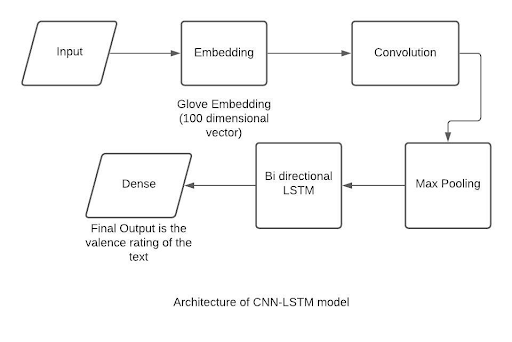 Input
Embedding
Convolution
Glove Embedding
(100 dimensional
vector)
Max Pooling
Bi directional
LSTM
Dense
Final Output is the
valence rating of the
text
Architecture of CNN-LSTM model